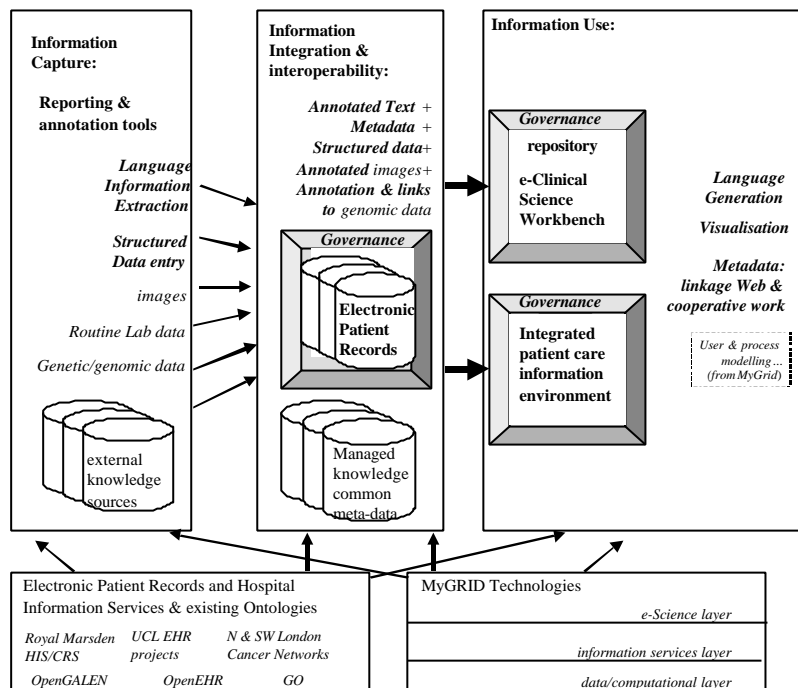 Information
Capture:
Reporting &
annotation tools
Language
Information
Extraction
Structured
Data entry
images
Routine Lab data
Genetic/genomic data
external
knowledge
sources
Information
Integration &
interoperability:
Annotated Text +
Metadata +
Structured data+
Annotated images+
Annotation & links
to genomic data
Governance
Electronic
Patient
Records
Managed
knowledge
common
meta-data
Information Use:
Governance
repository
e-Clinical
Science
Workbench
Governance
Integrated
patient care
information
environment
Language
Generation
Visualisation
Metadata:
linkage Web &
cooperative work
User & process
modelling...
(from MyGrid)
Electronic Patient Records and Hospital
Information Services & existing Ontologies
Royal Marsden
HIS/CRS
UCL EHR
projects
N & SW London
Cancer Networks
OpenGALEN
OpenEHR
GO
MyGRID Technologies
e-Science layer
information services layer
data/computational layer